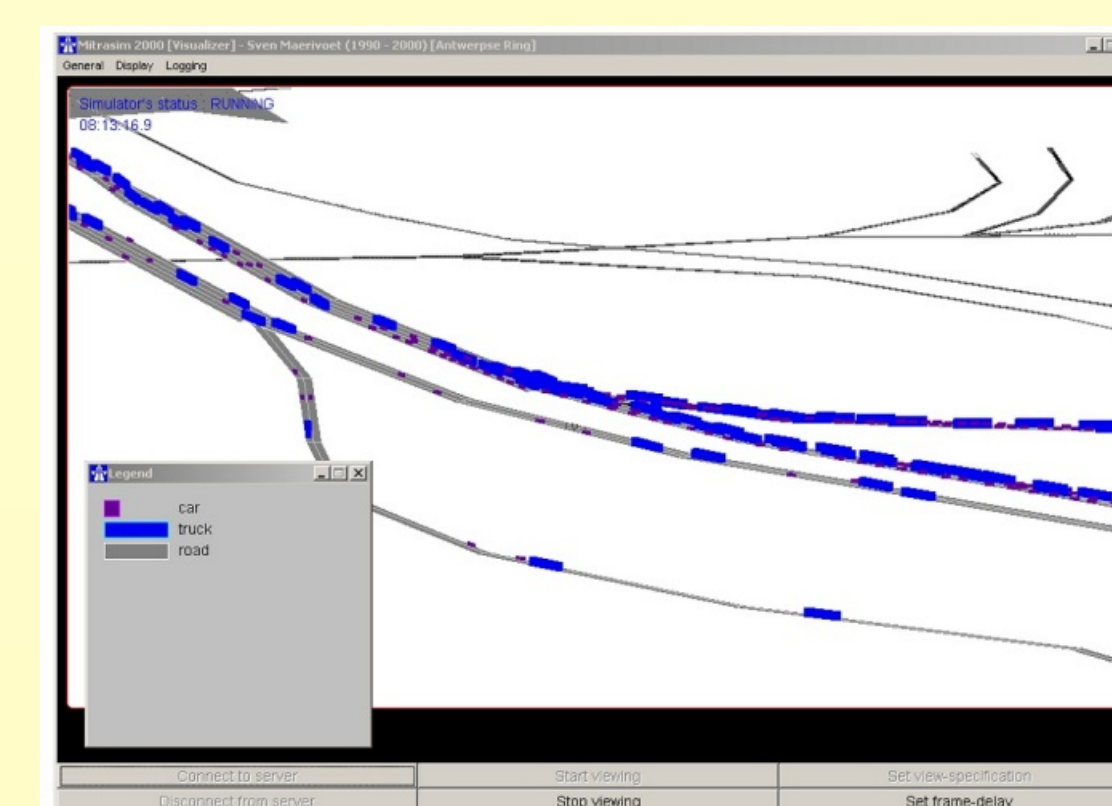 Mitrasim 2000 [Visualizer] - Sven Maerivoet (1990 - 2000) [Antwerpse Ring]
General Display Logging
Simulator's status : RUNNING
08:13:16.9
Legend
car
truck
road
Connect to server Start viewing Set view-specification
Disconnect from server Stop viewing Set frame-delay